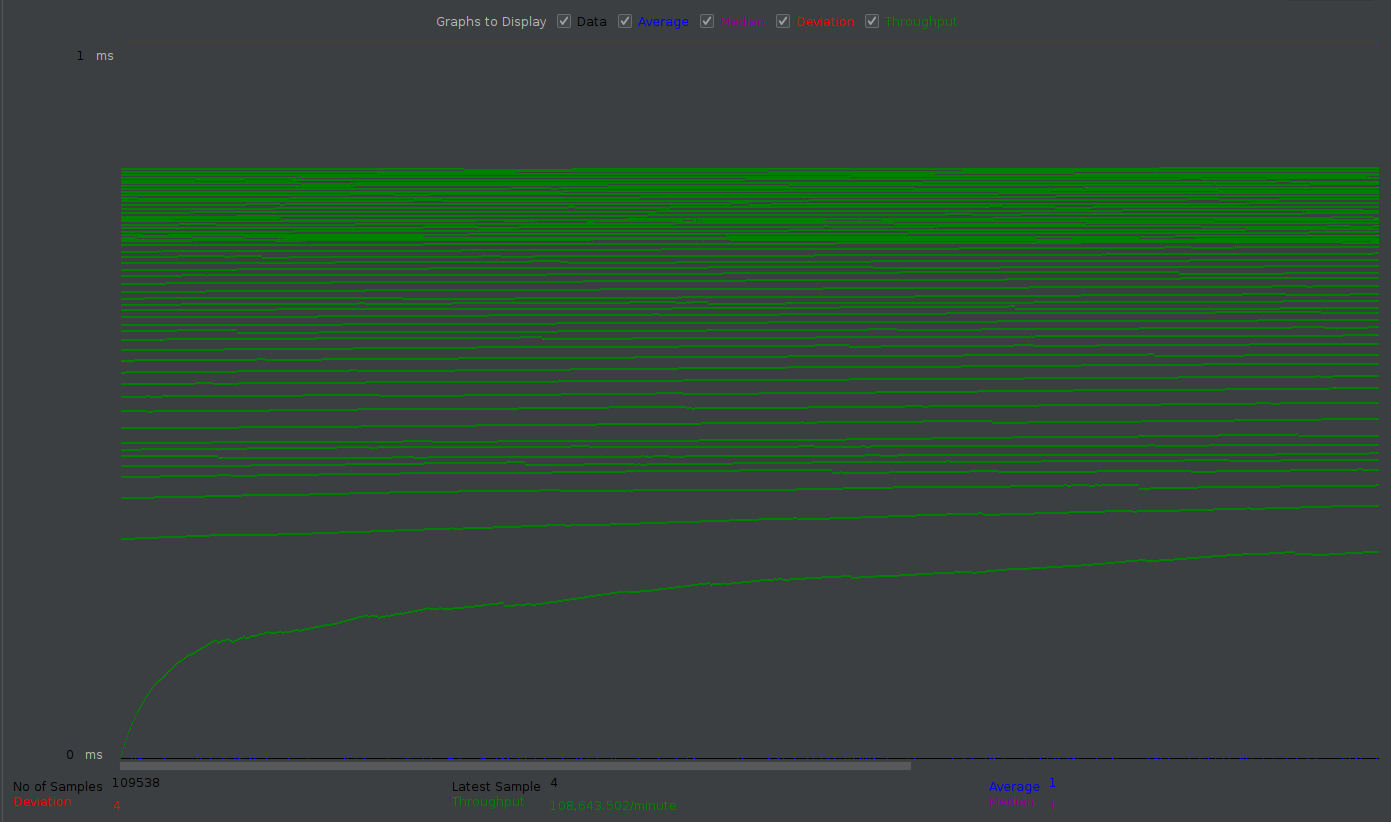 Graphs to Display Data Average Median Deviation Throughput
1 ms
0 ms
No of Samples 109538 Latest Sample 4 Average 1
Deviation 4 Throughput 108,643.502/minute Median 1